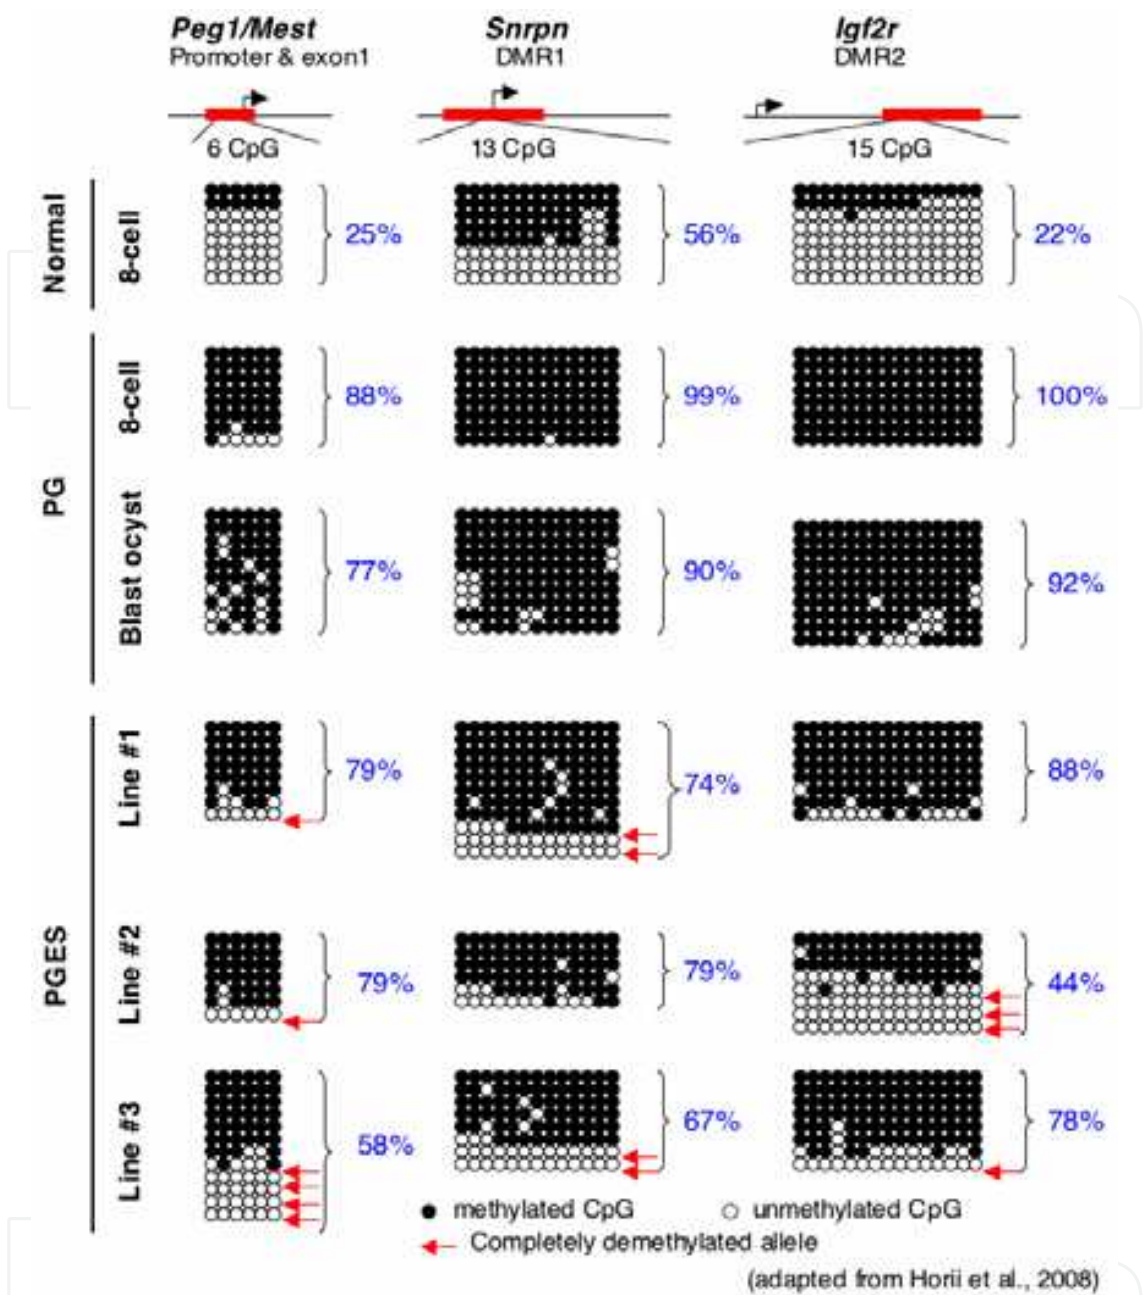 Peg1/Mest Snrpn Igf2r
Promoter & exon1 DMR1 DMR2
6 CpG 13 CpG 15 CpG
Normal
8-cell
25% 56% 22%
PG
8-cell
88% 99% 100%
Blast ocyst
77% 90% 92%
PGES
Line #1
79% 74% 88%
Line #2
79% 79% 44%
Line #3
58% 67% 78%
methylated CpG unmethylated CpG
Completely demethylated allele
(adapted from Horii et al., 2008)